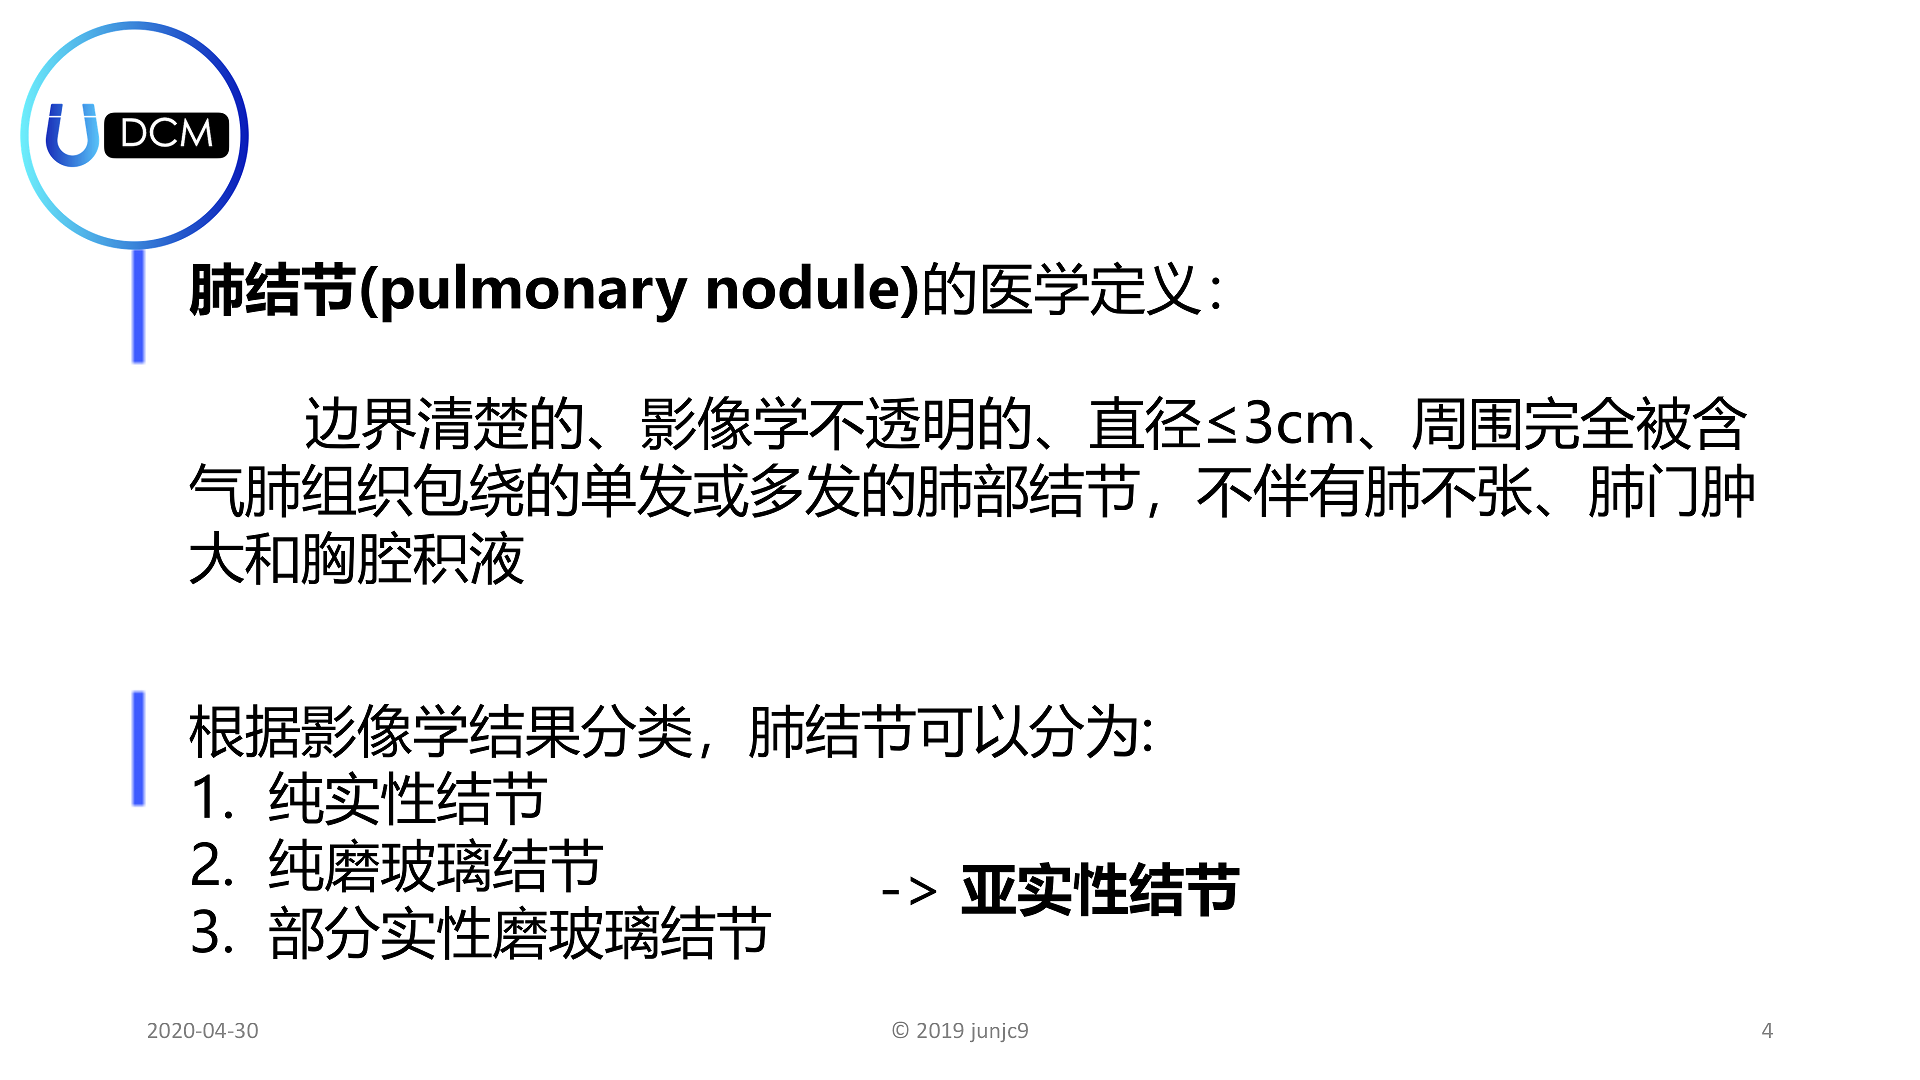 U DCM
肺结节(pulmonary nodule)的医学定义：
边界清楚的、影像学不透明的、直径≤3cm、周围完全被含
气肺组织包绕的单发或多发的肺部结节，不伴有肺不张、肺门肿
大和胸腔积液
根据影像学结果分类，肺结节可以分为:
1. 纯实性结节
2. 纯磨玻璃结节
3. 部分实性磨玻璃结节
-> 亚实性结节
2020-04-30
© 2019 junjc9
4